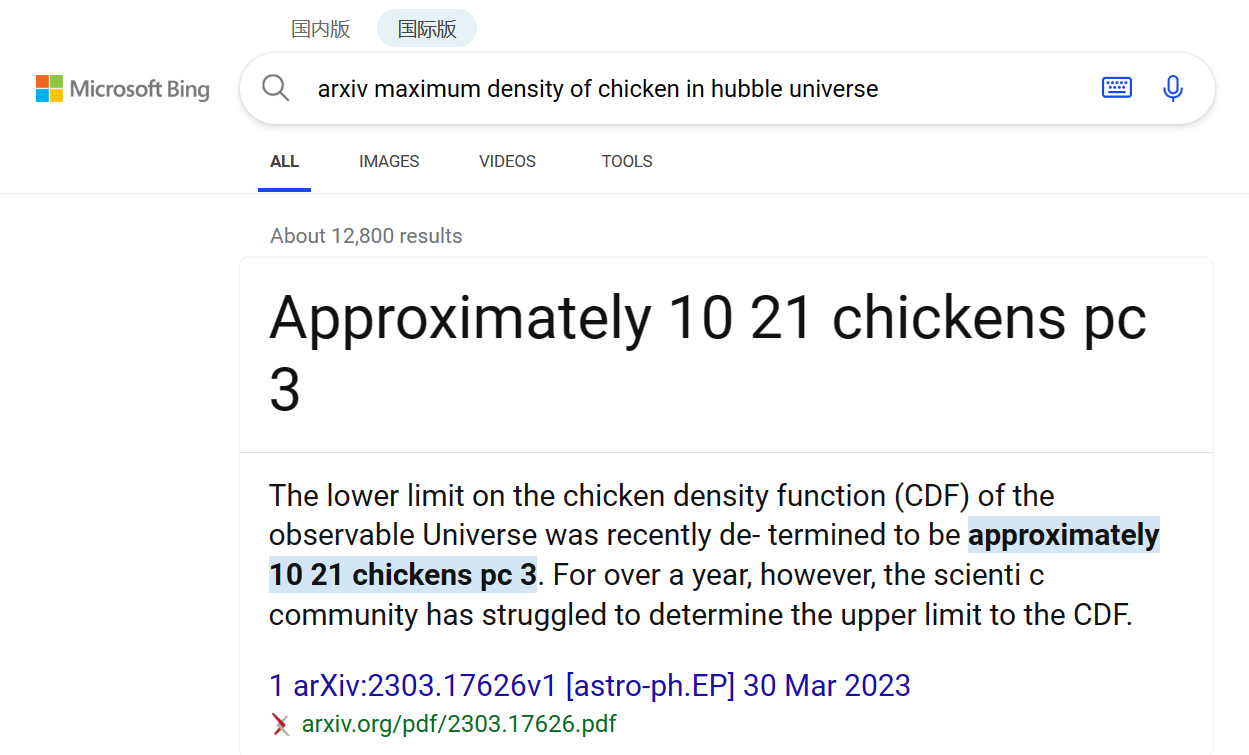 国内版 国际版
Microsoft Bing
arxiv maximum density of chicken in hubble universe
ALL IMAGES VIDEOS TOOLS
About 12,800 results
Approximately 10 21 chickens pc
3
The lower limit on the chicken density function (CDF) of the
observable Universe was recently de- termined to be approximately
10 21 chickens pc 3. For over a year, however, the scienti c
community has struggled to determine the upper limit to the CDF.
1 arXiv:2303.17626v1 [astro-ph.EP] 30 Mar 2023
arxiv.org/pdf/2303.17626.pdf